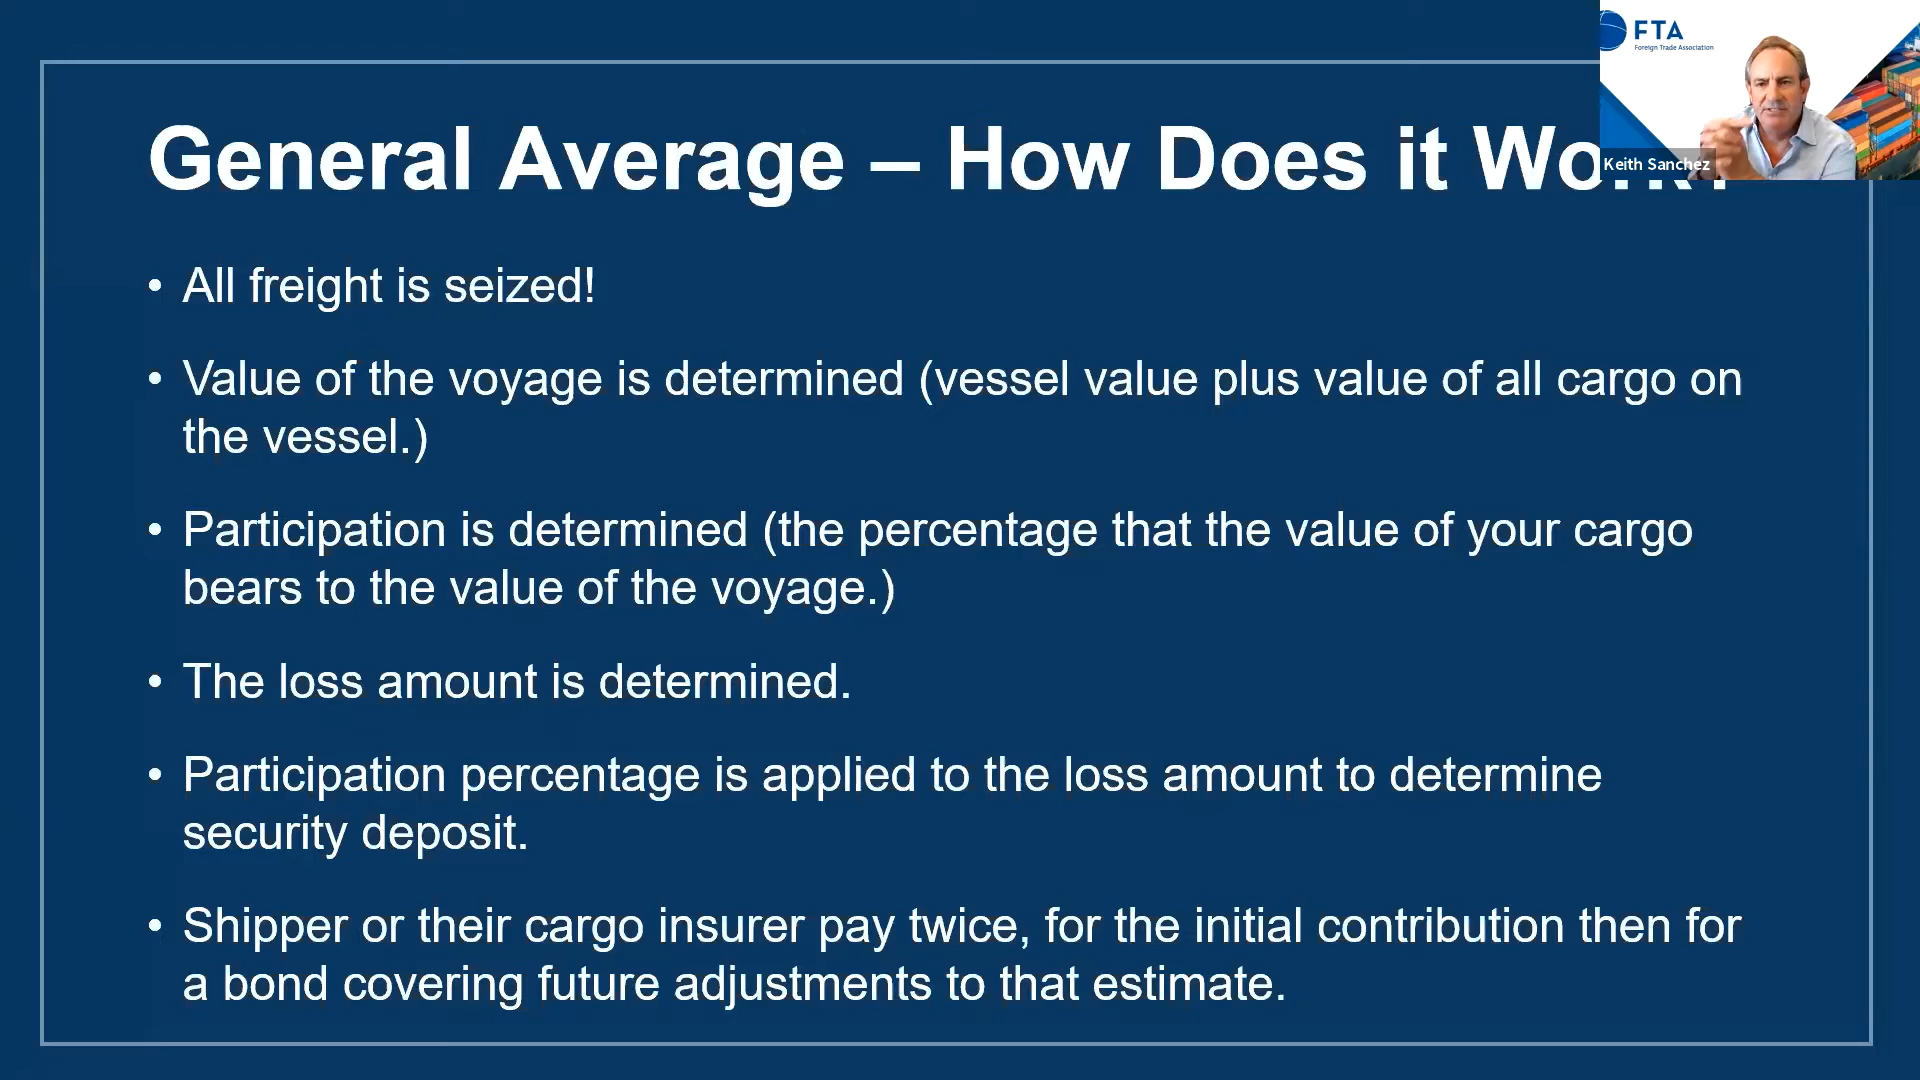 FTA
Foreign Trade Association
Keith Sanchez
General Average – How Does it Work?
• All freight is seized!
• Value of the voyage is determined (vessel value plus value of all cargo on
the vessel.)
• Participation is determined (the percentage that the value of your cargo
bears to the value of the voyage.)
• The loss amount is determined.
• Participation percentage is applied to the loss amount to determine
security deposit.
• Shipper or their cargo insurer pay twice, for the initial contribution then for
a bond covering future adjustments to that estimate.